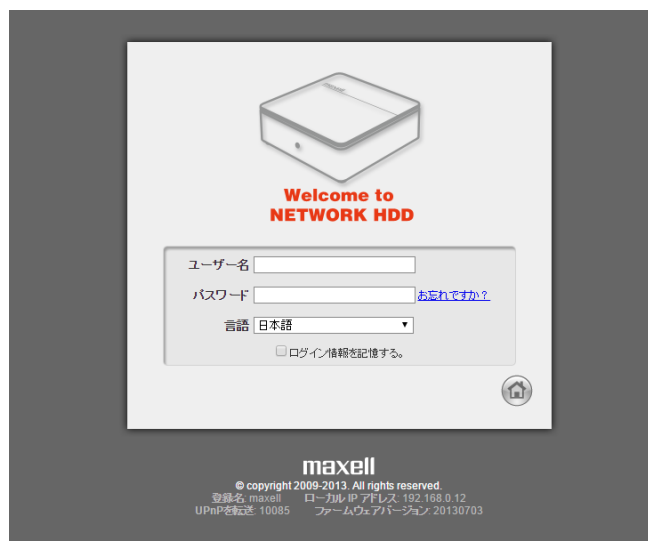 maxell
Welcome to
NETWORK HDD
ユーザー名
パスワード お忘れですか?
言語 日本語
ログイン情報を記憶する。
maxell
© copyright 2009-2013. All rights reserved.
登録名: maxell ローカル IP アドレス: 192.168.0.12
UPnPを転送: 10085 ファームウェアバージョン: 20130703